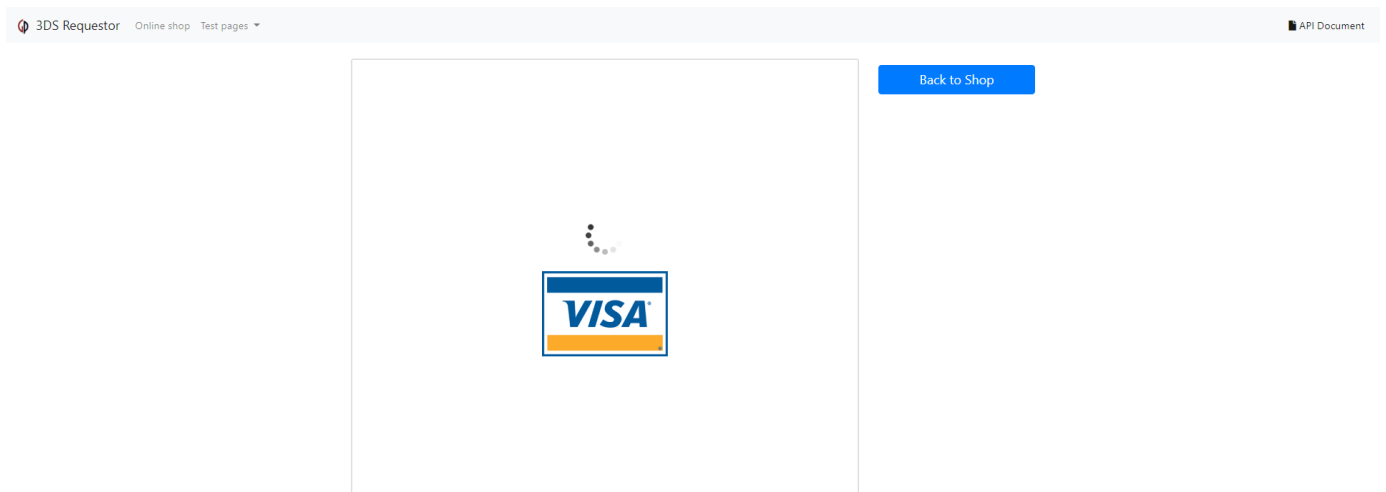 3DS Requestor Online shop Test pages API Document
Back to Shop
VISA